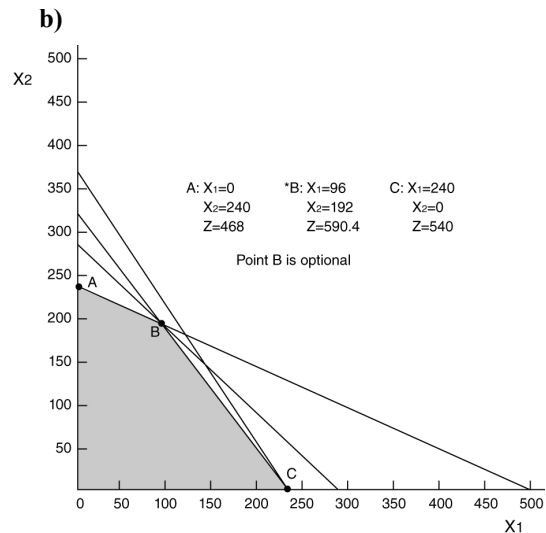 b)
500
X2
450
400
350
A: X1=0 *B: X1=96 C: X1=240
X2=240 X2=192 X2=0
300
Z=468 Z=590.4 Z=540
Point B is optional
250
A
200
B
150
100
50
C
0 50 100 150 200 250 300 350 400 450 500
X1